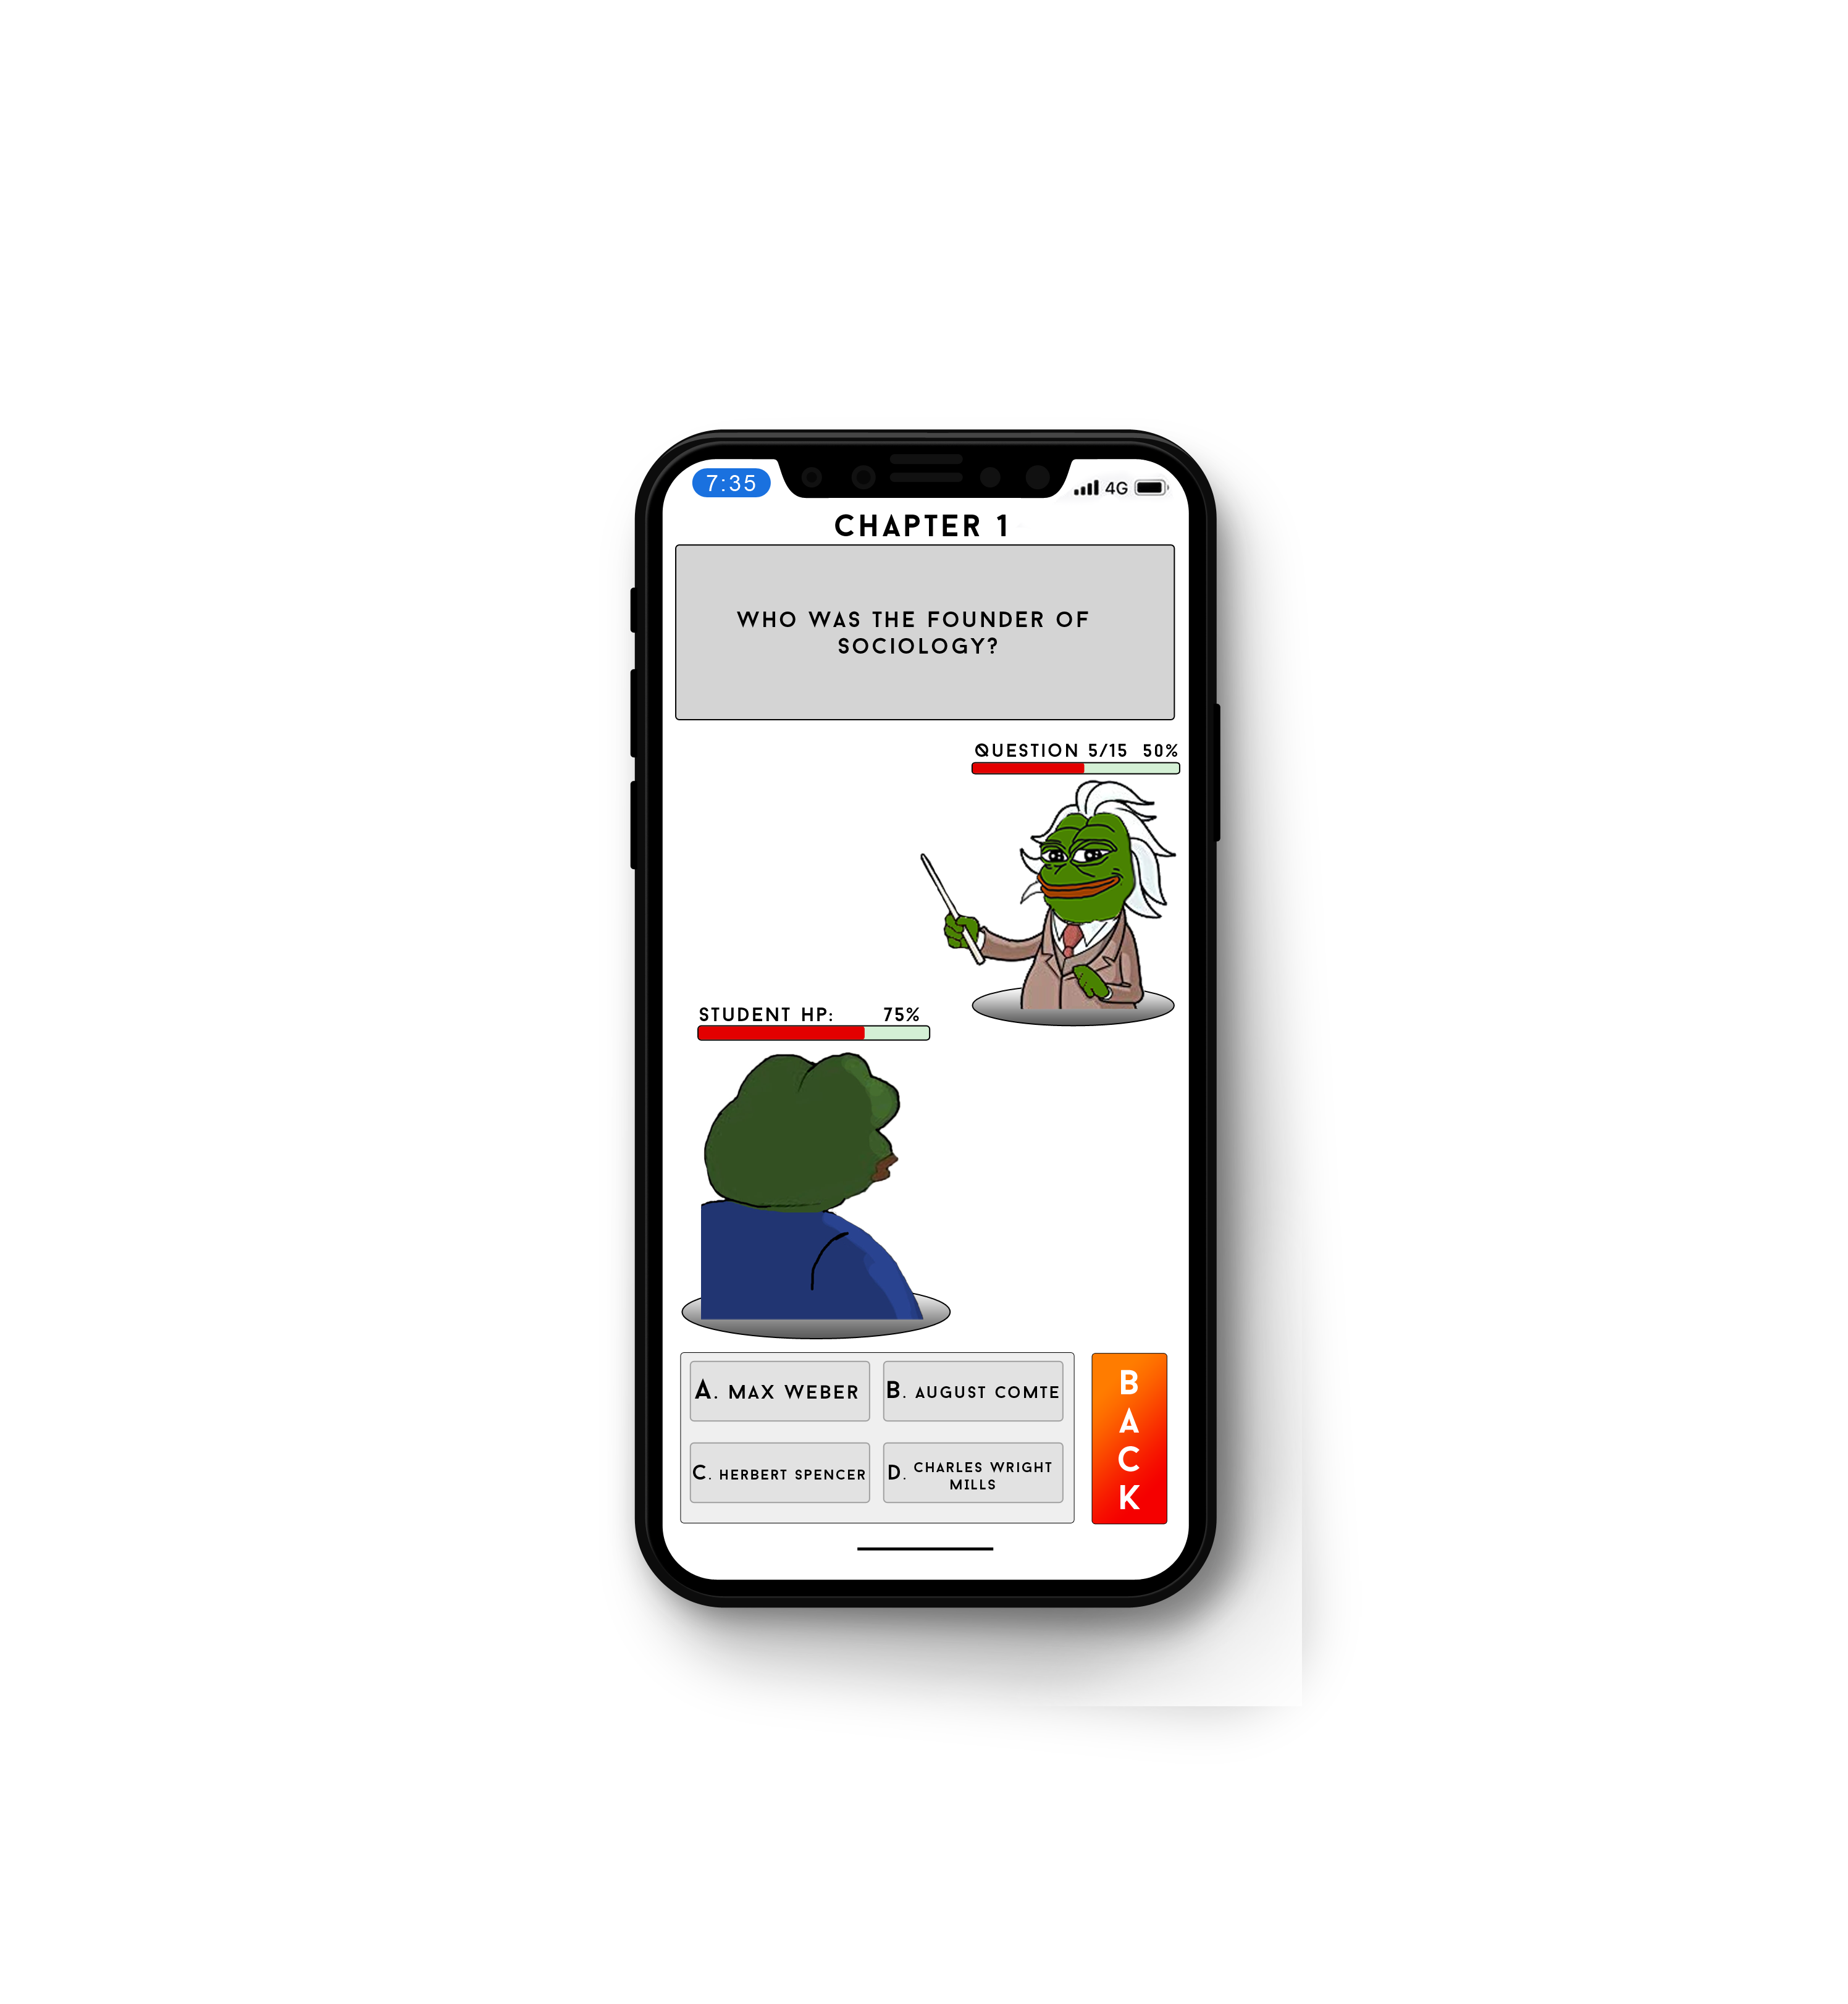 7:35
4G
CHAPTER 1
WHO WAS THE FOUNDER OF
SOCIOLOGY?
QUESTION 5/15 50%
STUDENT HP: 75%
A. MAX WEBER
B. AUGUST COMTE
C. HERBERT SPENCER
D. CHARLES WRIGHT
MILLS
BACK